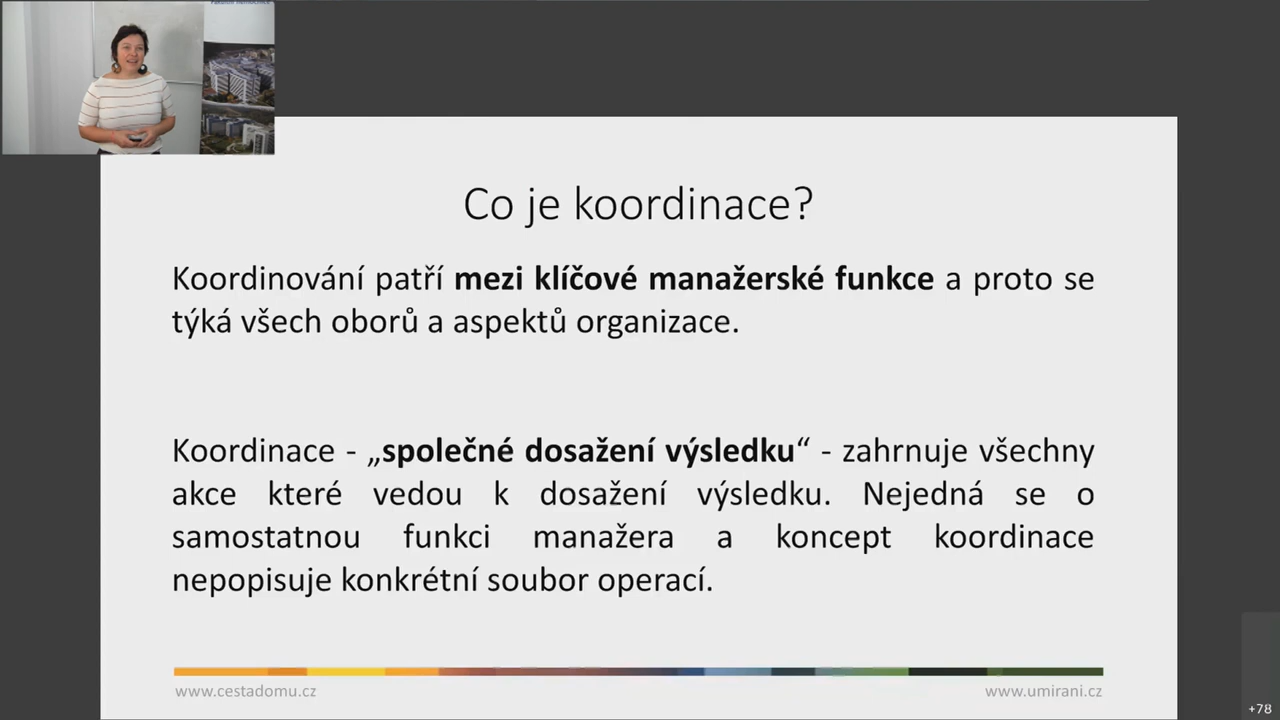 Co je koordinace?
Koordinování patří mezi klíčové manažerské funkce a proto se
týká všech oborů a aspektů organizace.
Koordinace - „společné dosažení výsledku“ - zahrnuje všechny
akce které vedou k dosažení výsledku. Nejedná se o
samostatnou funkci manažera a koncept koordinace
nepopisuje konkrétní soubor operací.
www.cestadomu.cz
www.umirani.cz
+78